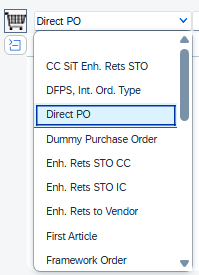 Direct PO
CC SiT Enh. Rets STO
DFPS, Int. Ord. Type
Direct PO
Dummy Purchase Order
Enh. Rets STO CC
Enh. Rets STO IC
Enh. Rets to Vendor
First Article
Framework Order